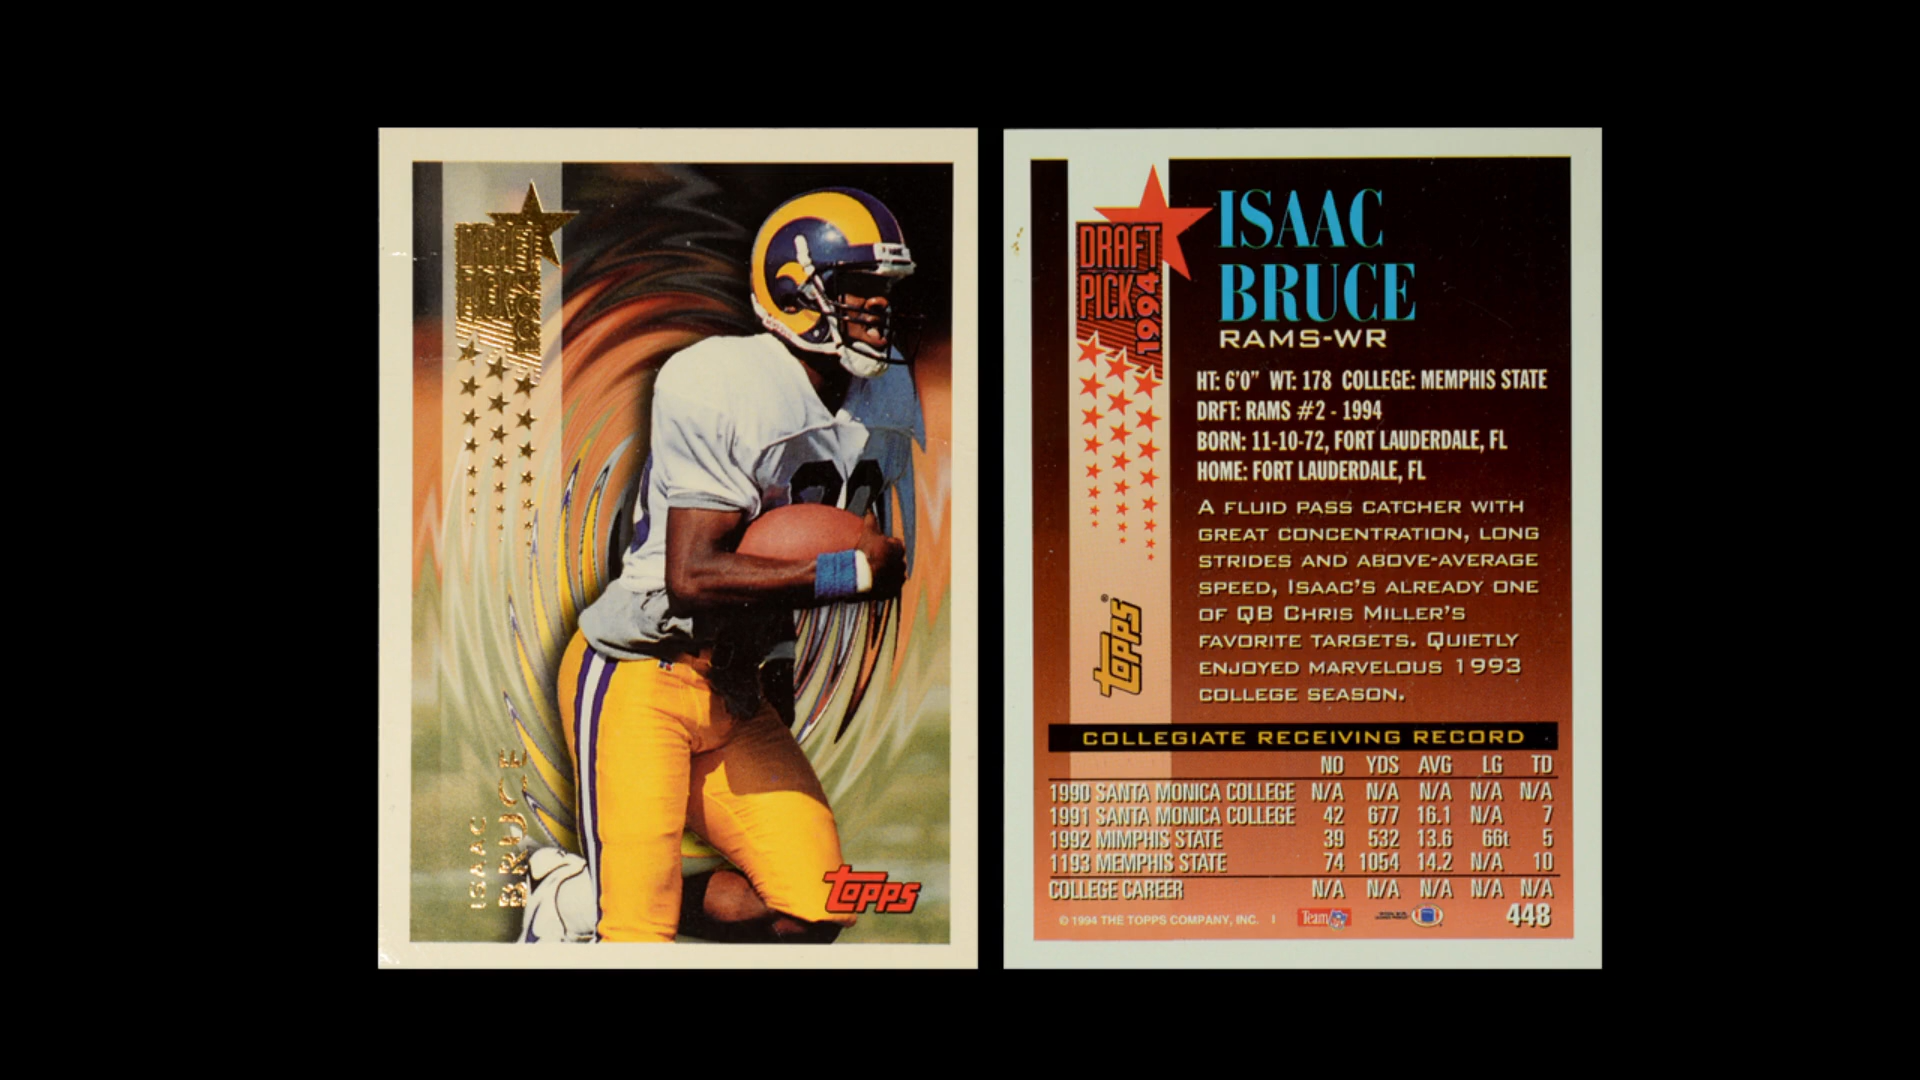 DRAFT
PICK
1994
ISAAC
BRUCE
Topps
DRAFT
PICK
1994
ISAAC
BRUCE
RAMS-WR
HT: 6'0" WT: 178 COLLEGE: MEMPHIS STATE
DRFT: RAMS #2 - 1994
BORN: 11-10-72, FORT LAUDERDALE, FL
HOME: FORT LAUDERDALE, FL
A FLUID PASS CATCHER WITH
GREAT CONCENTRATION, LONG
STRIDES AND ABOVE-AVERAGE
SPEED, ISAAC'S ALREADY ONE
OF QB CHRIS MILLER'S
FAVORITE TARGETS. QUIETLY
ENJOYED MARVELOUS 1993
COLLEGE SEASON.
Topps®
COLLEGIATE RECEIVING RECORD
NO YDS AVG LG TD
1990 SANTA MONICA COLLEGE N/A N/A N/A N/A N/A
1991 SANTA MONICA COLLEGE 42 677 16.1 N/A 7
1992 MIMPHIS STATE 39 532 13.6 66t 5
1193 MEMPHIS STATE 74 1054 14.2 N/A 10
COLLEGE CAREER N/A N/A N/A N/A N/A
© 1994 THE TOPPS COMPANY, INC. I Team NFL 448